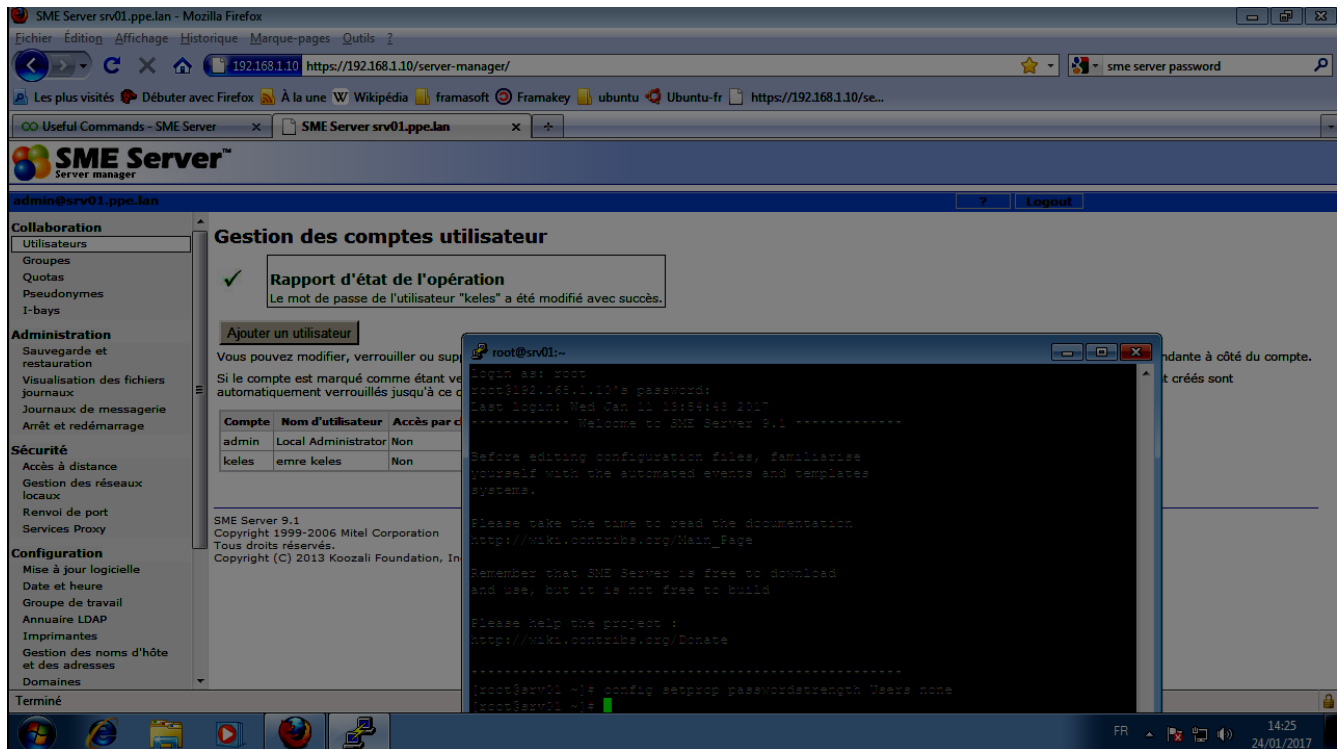 SME Server srv01.ppe.lan - Mozilla Firefox
Fichier Édition Affichage Historique Marque-pages Outils ?
192.168.1.10 https://192.168.1.10/server-manager/
sme server password
Les plus visités Débuter avec Firefox À la une Wikipédia framasoft Framakey ubuntu Ubuntu-fr https://192.168.1.10/se...
Useful Commands - SME Server
SME Server srv01.ppe.lan
SME Server™
Server manager
admin@srv01.ppe.lan
? Logout
Collaboration
Utilisateurs
Groupes
Quotas
Pseudonymes
I-bays
Administration
Sauvegarde et
restauration
Visualisation des fichiers
journaux
Journaux de messagerie
Arrêt et redémarrage
Sécurité
Accès à distance
Gestion des réseaux
locaux
Renvoi de port
Services Proxy
Configuration
Mise à jour logicielle
Date et heure
Groupe de travail
Annuaire LDAP
Imprimantes
Gestion des noms d'hôte
et des adresses
Domaines
Gestion des comptes utilisateur
Rapport d'état de l'opération
Le mot de passe de l'utilisateur "keles" a été modifié avec succès.
Ajouter un utilisateur
Vous pouvez modifier, verrouiller ou sup
ndante à côté du compte.
Si le compte est marqué comme étant ve
t créés sont
automatiquement verrouillés jusqu'à ce
Compte Nom d'utilisateur Accès par c
admin Local Administrator Non
keles emre keles Non
SME Server 9.1
Copyright 1999-2006 Mitel Corporation
Tous droits réservés.
Copyright (C) 2013 Koozali Foundation, In
root@srv01:~
login as: root
root@192.168.1.10's password:
Last login: Wed Jan 11 13:54:43 2017
------------ Welcome to SME Server 9.1 -------------
Before editing configuration files, familiarise
yourself with the automated events and templates
systems.
Please take the time to read the documentation
http://wiki.contribs.org/Main_Page
Remember that SME Server is free to download
and use, but it is not free to build
Please help the project :
http://wiki.contribs.org/Donate
----------------------------------------------------
[root@srv01 ~]# config setprop passwordstrength Users none
[root@srv01 ~]#
Terminé
FR
14:25
24/01/2017